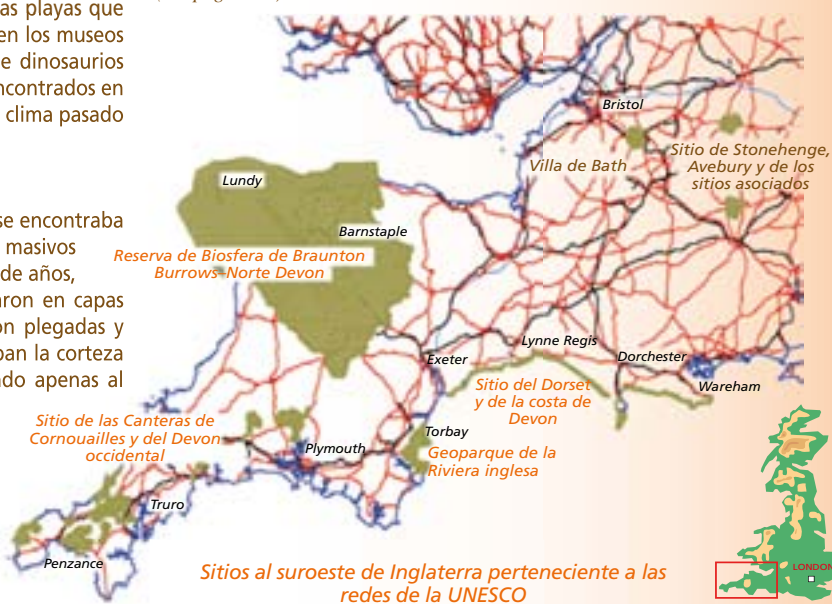 as playas que
en los museos
e dinosaurios
ncontrados en
clima pasado
se encontraba
masivos
de años,
aron en capas
on plegadas y
ban la corteza
do apenas al
Bristol
Villa de Bath
Sitio de Stonehenge,
Avebury y de los
sitios asociados
Lundy
Barnstaple
Reserva de Biosfera de Braunton
Burrows-Norte Devon
Lynne Regis
Exeter
Dorchester
Wareham
Sitio del Dorset
y de la costa de
Devon
Sitio de las Canteras de
Cornouailles y del Devon
occidental
Torbay
Plymouth
Geoparque de la
Riviera inglesa
Truro
Penzance
LONDON
Sitios al suroeste de Inglaterra perteneciente a las
redes de la UNESCO